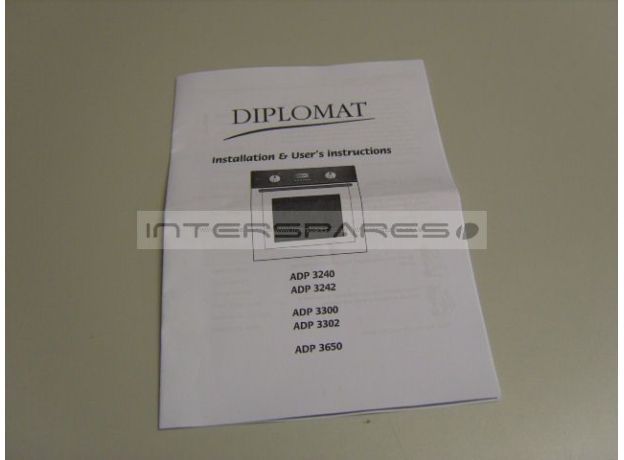 DIPLOMAT
Installation & User's instructions
INTERSPARES
ADP 3240
ADP 3242
ADP 3300
ADP 3302
ADP 3650